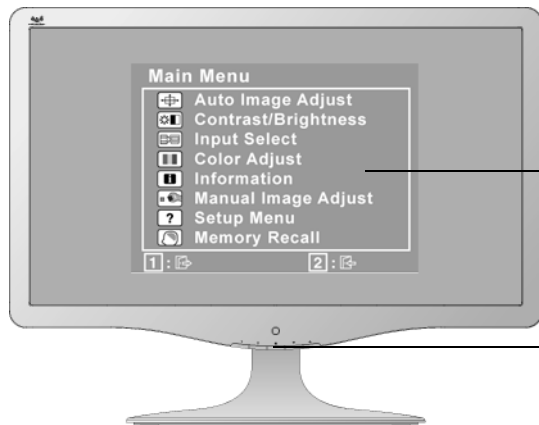 Main Menu
Auto Image Adjust
Contrast/Brightness
Input Select
Color Adjust
Information
Manual Image Adjust
? Setup Menu
Memory Recall
1 : 2 :